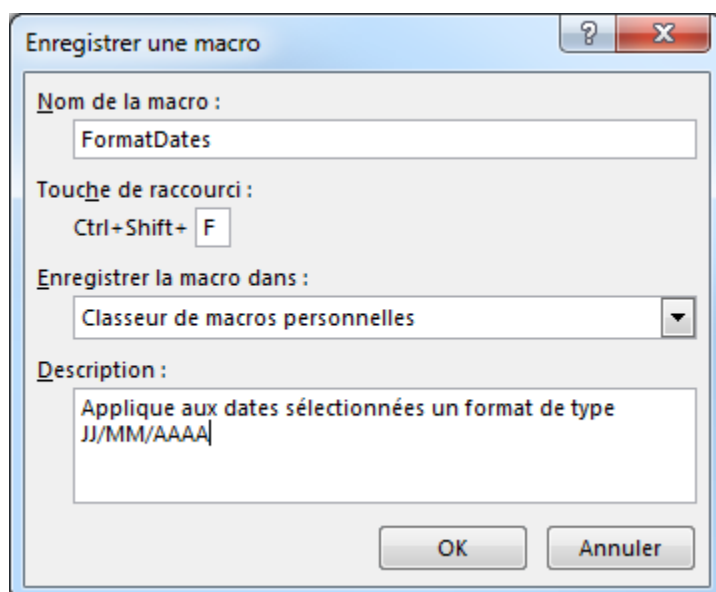 Enregistrer une macro
Nom de la macro :
FormatDates
Touche de raccourci :
Ctrl+Shift+ F
Enregistrer la macro dans :
Classeur de macros personnelles
Description :
Applique aux dates sélectionnées un format de type
JJ/MM/AAAA
OK Annuler